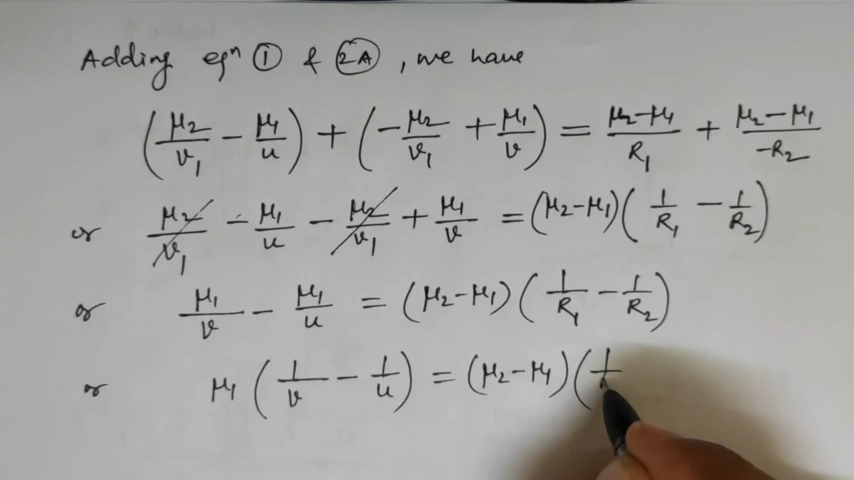 Adding eqⁿ ① & ②A, we have
(μ₂/v₁ − μ₁/u) + (−μ₂/v₁ + μ₁/v) = (μ₂−μ₁)/R₁ + (μ₂−μ₁)/−R₂
or μ₂/v₁ − μ₁/u − μ₂/v₁ + μ₁/v = (μ₂−μ₁)(1/R₁ − 1/R₂)
or μ₁/v − μ₁/u = (μ₂−μ₁)(1/R₁ − 1/R₂)
or μ₁(1/v − 1/u) = (μ₂−μ₁)(1/